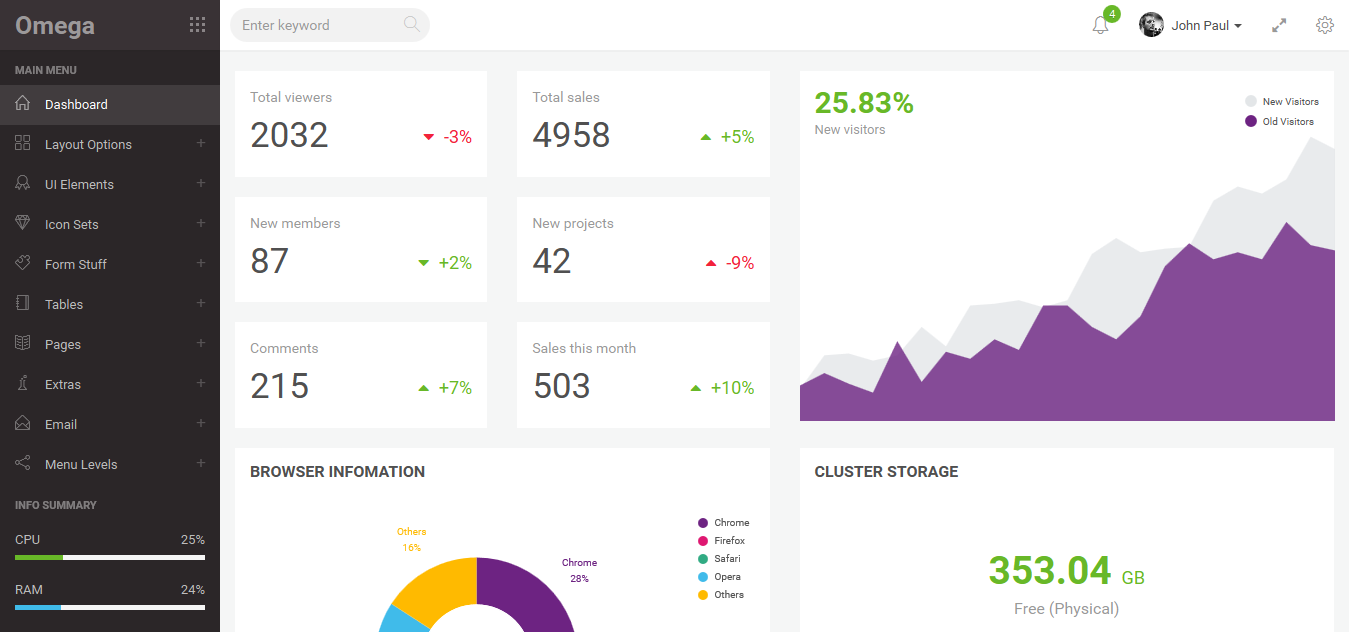 Omega
MAIN MENU
Dashboard
Layout Options
UI Elements
Icon Sets
Form Stuff
Tables
Pages
Extras
Email
Menu Levels
INFO SUMMARY
CPU 25%
RAM 24%
Enter keyword
4
John Paul
Total viewers
2032 -3%
Total sales
4958 +5%
New members
87 +2%
New projects
42 -9%
Comments
215 +7%
Sales this month
503 +10%
25.83%
New visitors
New Visitors
Old Visitors
BROWSER INFOMATION
Others
16%
Chrome
28%
Chrome
Firefox
Safari
Opera
Others
CLUSTER STORAGE
353.04 GB
Free (Physical)